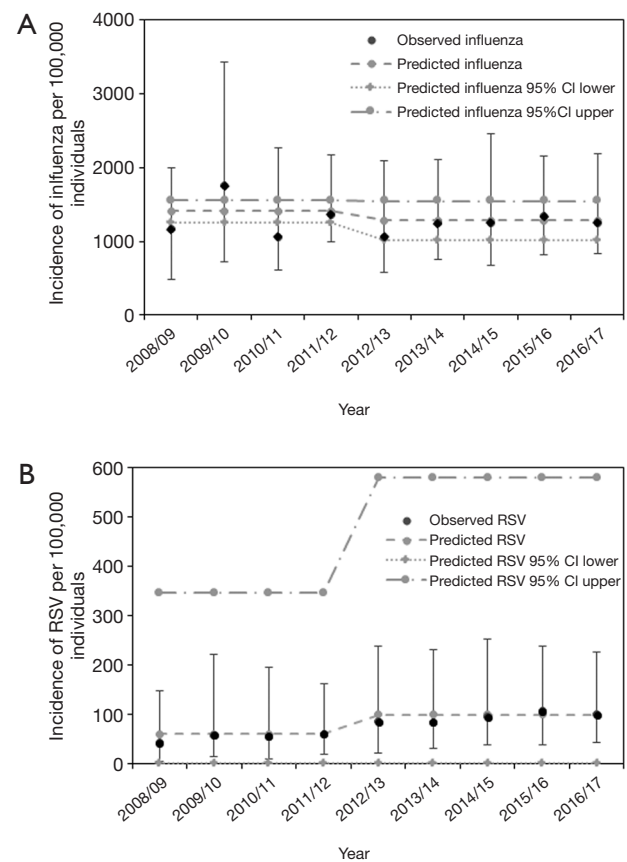 A
Incidence of inlfuenza per 100,000
individuals
4000
3000
2000
1000
0
Observed influenza
Predicted influenza
Predicted influenza 95% CI lower
Predicted influenza 95%CI upper
2008/09
2009/10
2010/11
2011/12
2012/13
2013/14
2014/15
2015/16
2016/17
Year
B
Incidence of RSV per 100,000
individuals
600
500
400
300
200
100
0
Observed RSV
Predicted RSV
Predicted RSV 95% CI lower
Predicted RSV 95% CI upper
2008/09
2009/10
2010/11
2011/12
2012/13
2013/14
2014/15
2015/16
2016/17
Year